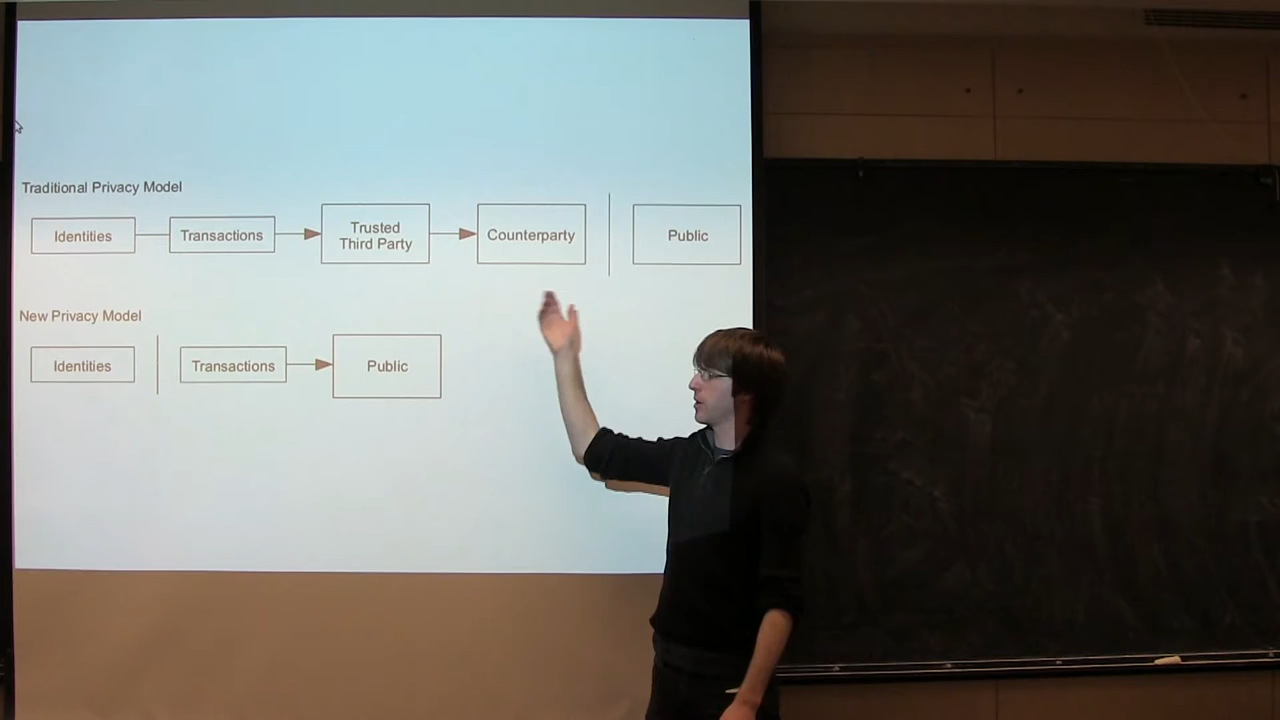 Traditional Privacy Model
Identities
Transactions
Trusted
Third Party
Counterparty
Public
New Privacy Model
Identities
Transactions
Public